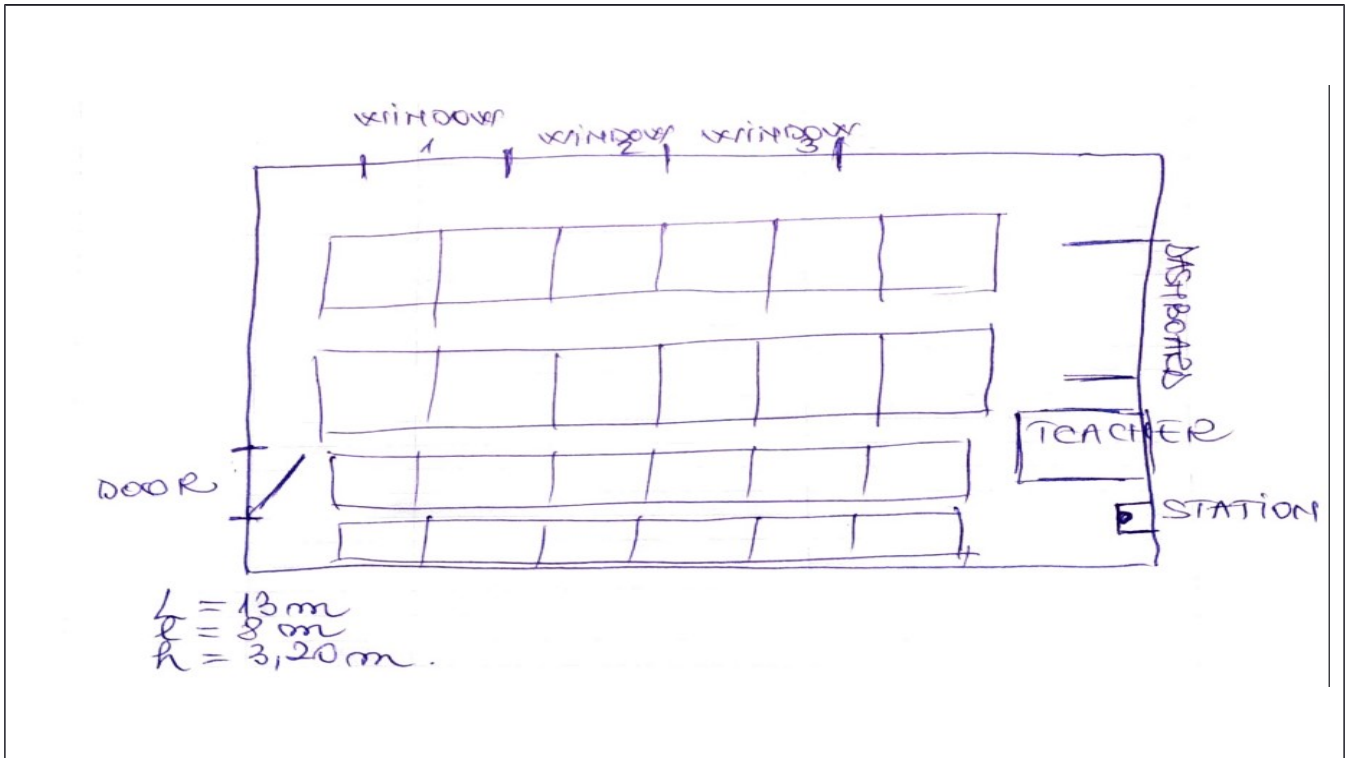 WINDOW
1
WINDOW
2
WINDOW
3
DASHBOARD
TEACHER
DOOR
STATION
L = 13 m
l = 8 m
h = 3,20 m.